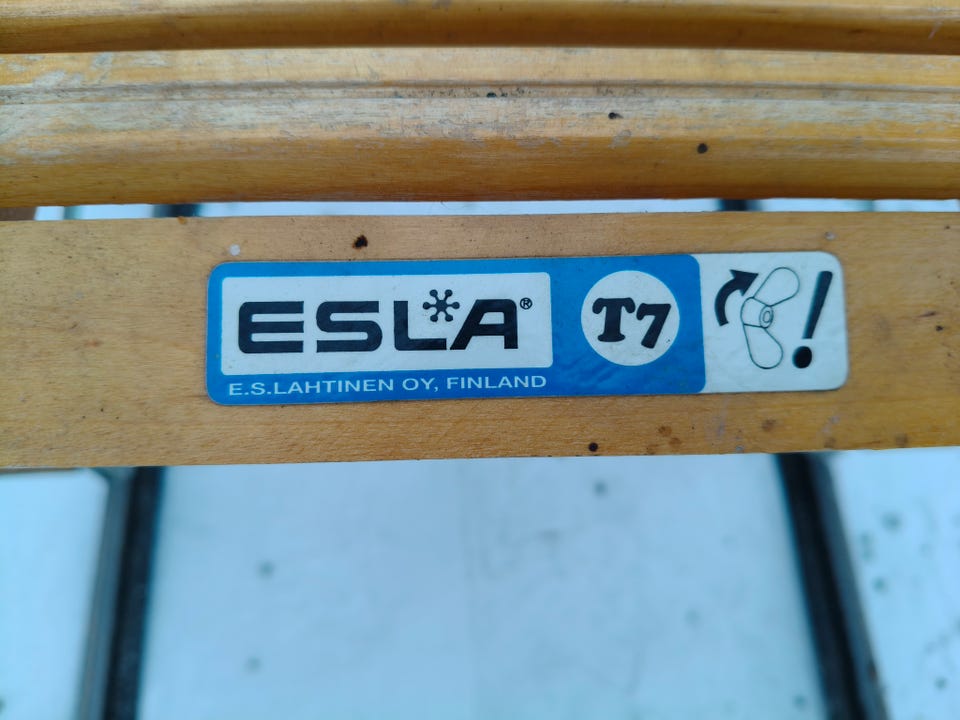 ESLA®
T7
!
E.S.LAHTINEN OY, FINLAND